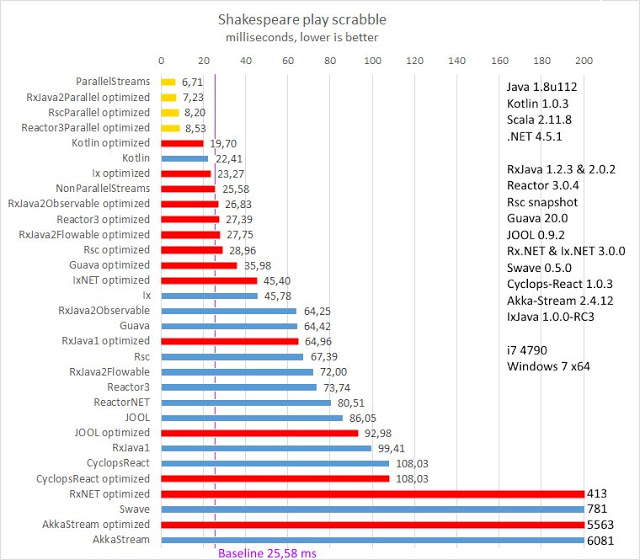 Shakespeare play scrabble
milliseconds, lower is better
0 20 40 60 80 100 120 140 160 180 200
ParallelStreams 6,71
RxJava2Parallel optimized 7,23
RscParallel optimized 8,20
Reactor3Parallel optimized 8,53
Kotlin optimized 19,70
Kotlin 22,41
Ix optimized 23,27
NonParallelStreams 25,58
RxJava2Observable optimized 26,83
Reactor3 optimized 27,39
RxJava2Flowable optimized 27,75
Rsc optimized 28,96
Guava optimized 35,98
IxNET optimized 45,40
Ix 45,78
RxJava2Observable 64,25
Guava 64,42
RxJava1 optimized 64,96
Rsc 67,39
RxJava2Flowable 72,00
Reactor3 73,74
ReactorNET 80,51
JOOL 86,05
JOOL optimized 92,98
RxJava1 99,41
CyclopsReact 108,03
CyclopsReact optimized 108,03
RxNET optimized 413
Swave 781
AkkaStream optimized 5563
AkkaStream 6081
Baseline 25,58 ms
Java 1.8u112
Kotlin 1.0.3
Scala 2.11.8
.NET 4.5.1
RxJava 1.2.3 & 2.0.2
Reactor 3.0.4
Rsc snapshot
Guava 20.0
JOOL 0.9.2
Rx.NET & Ix.NET 3.0.0
Swave 0.5.0
Cyclops-React 1.0.3
Akka-Stream 2.4.12
IxJava 1.0.0-RC3
i7 4790
Windows 7 x64